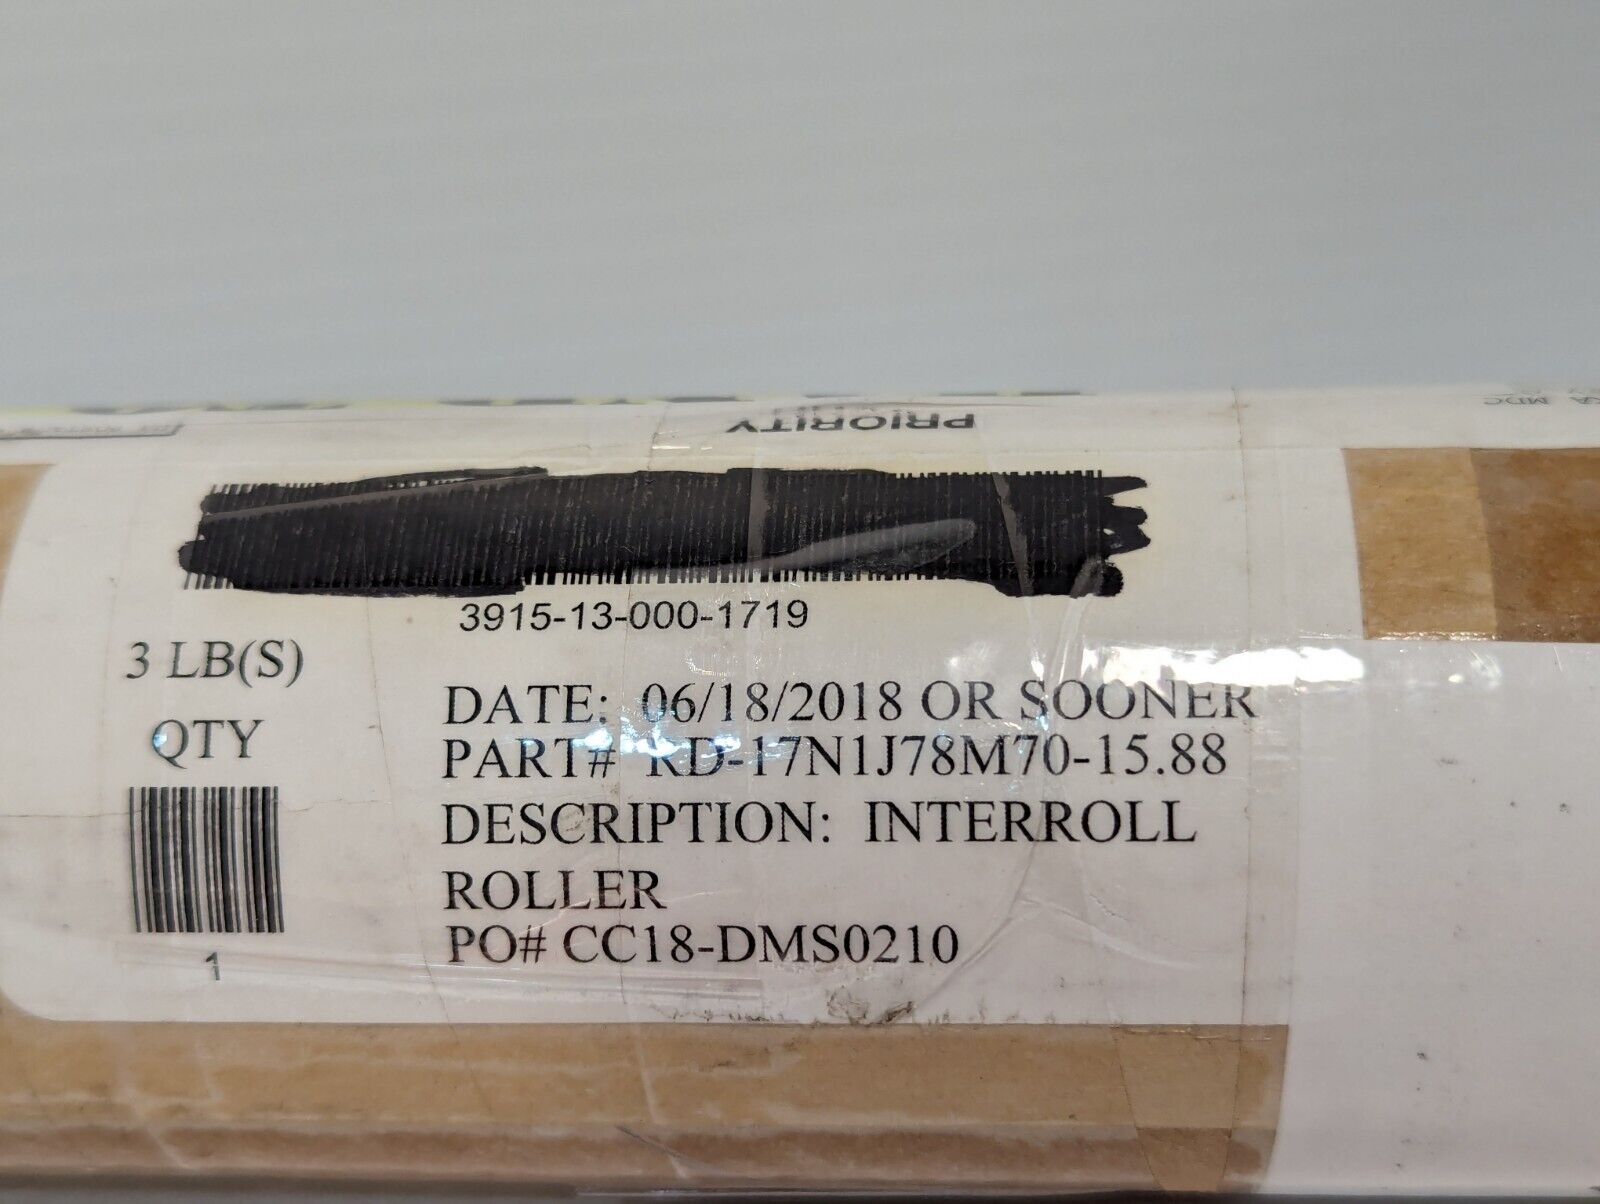 PRIORITY
3915-13-000-1719
3 LB(S)
QTY
1
DATE: 06/18/2018 OR SOONER
PART# RD-17N1J78M70-15.88
DESCRIPTION: INTERROLL
ROLLER
PO# CC18-DMS0210